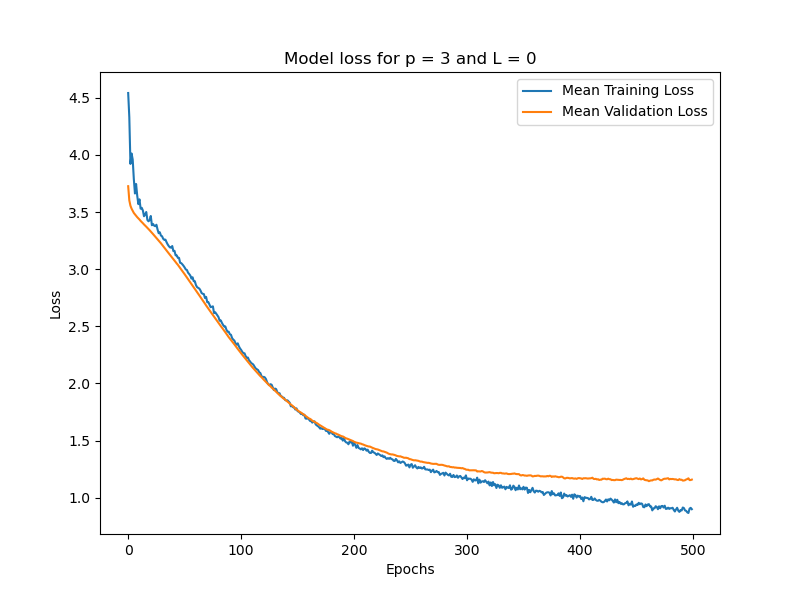 Model loss for p = 3 and L = 0
Mean Training Loss
Mean Validation Loss
Loss
4.5
4.0
3.5
3.0
2.5
2.0
1.5
1.0
0 100 200 300 400 500
Epochs